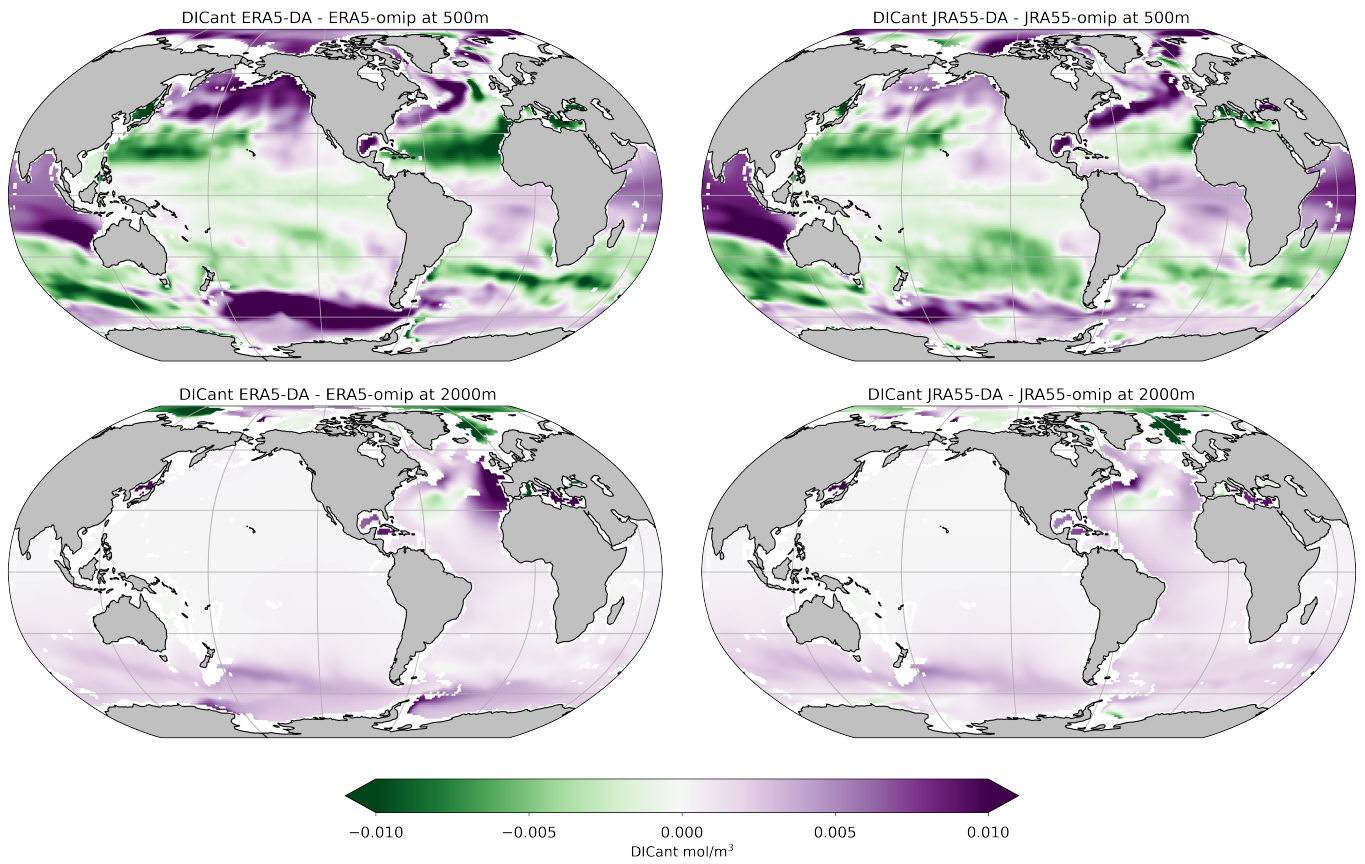 DICant ERA5-DA - ERA5-omip at 500m
DICant JRA55-DA - JRA55-omip at 500m
DICant ERA5-DA - ERA5-omip at 2000m
DICant JRA55-DA - JRA55-omip at 2000m
−0.010 −0.005 0.000 0.005 0.010
DICant mol/m³